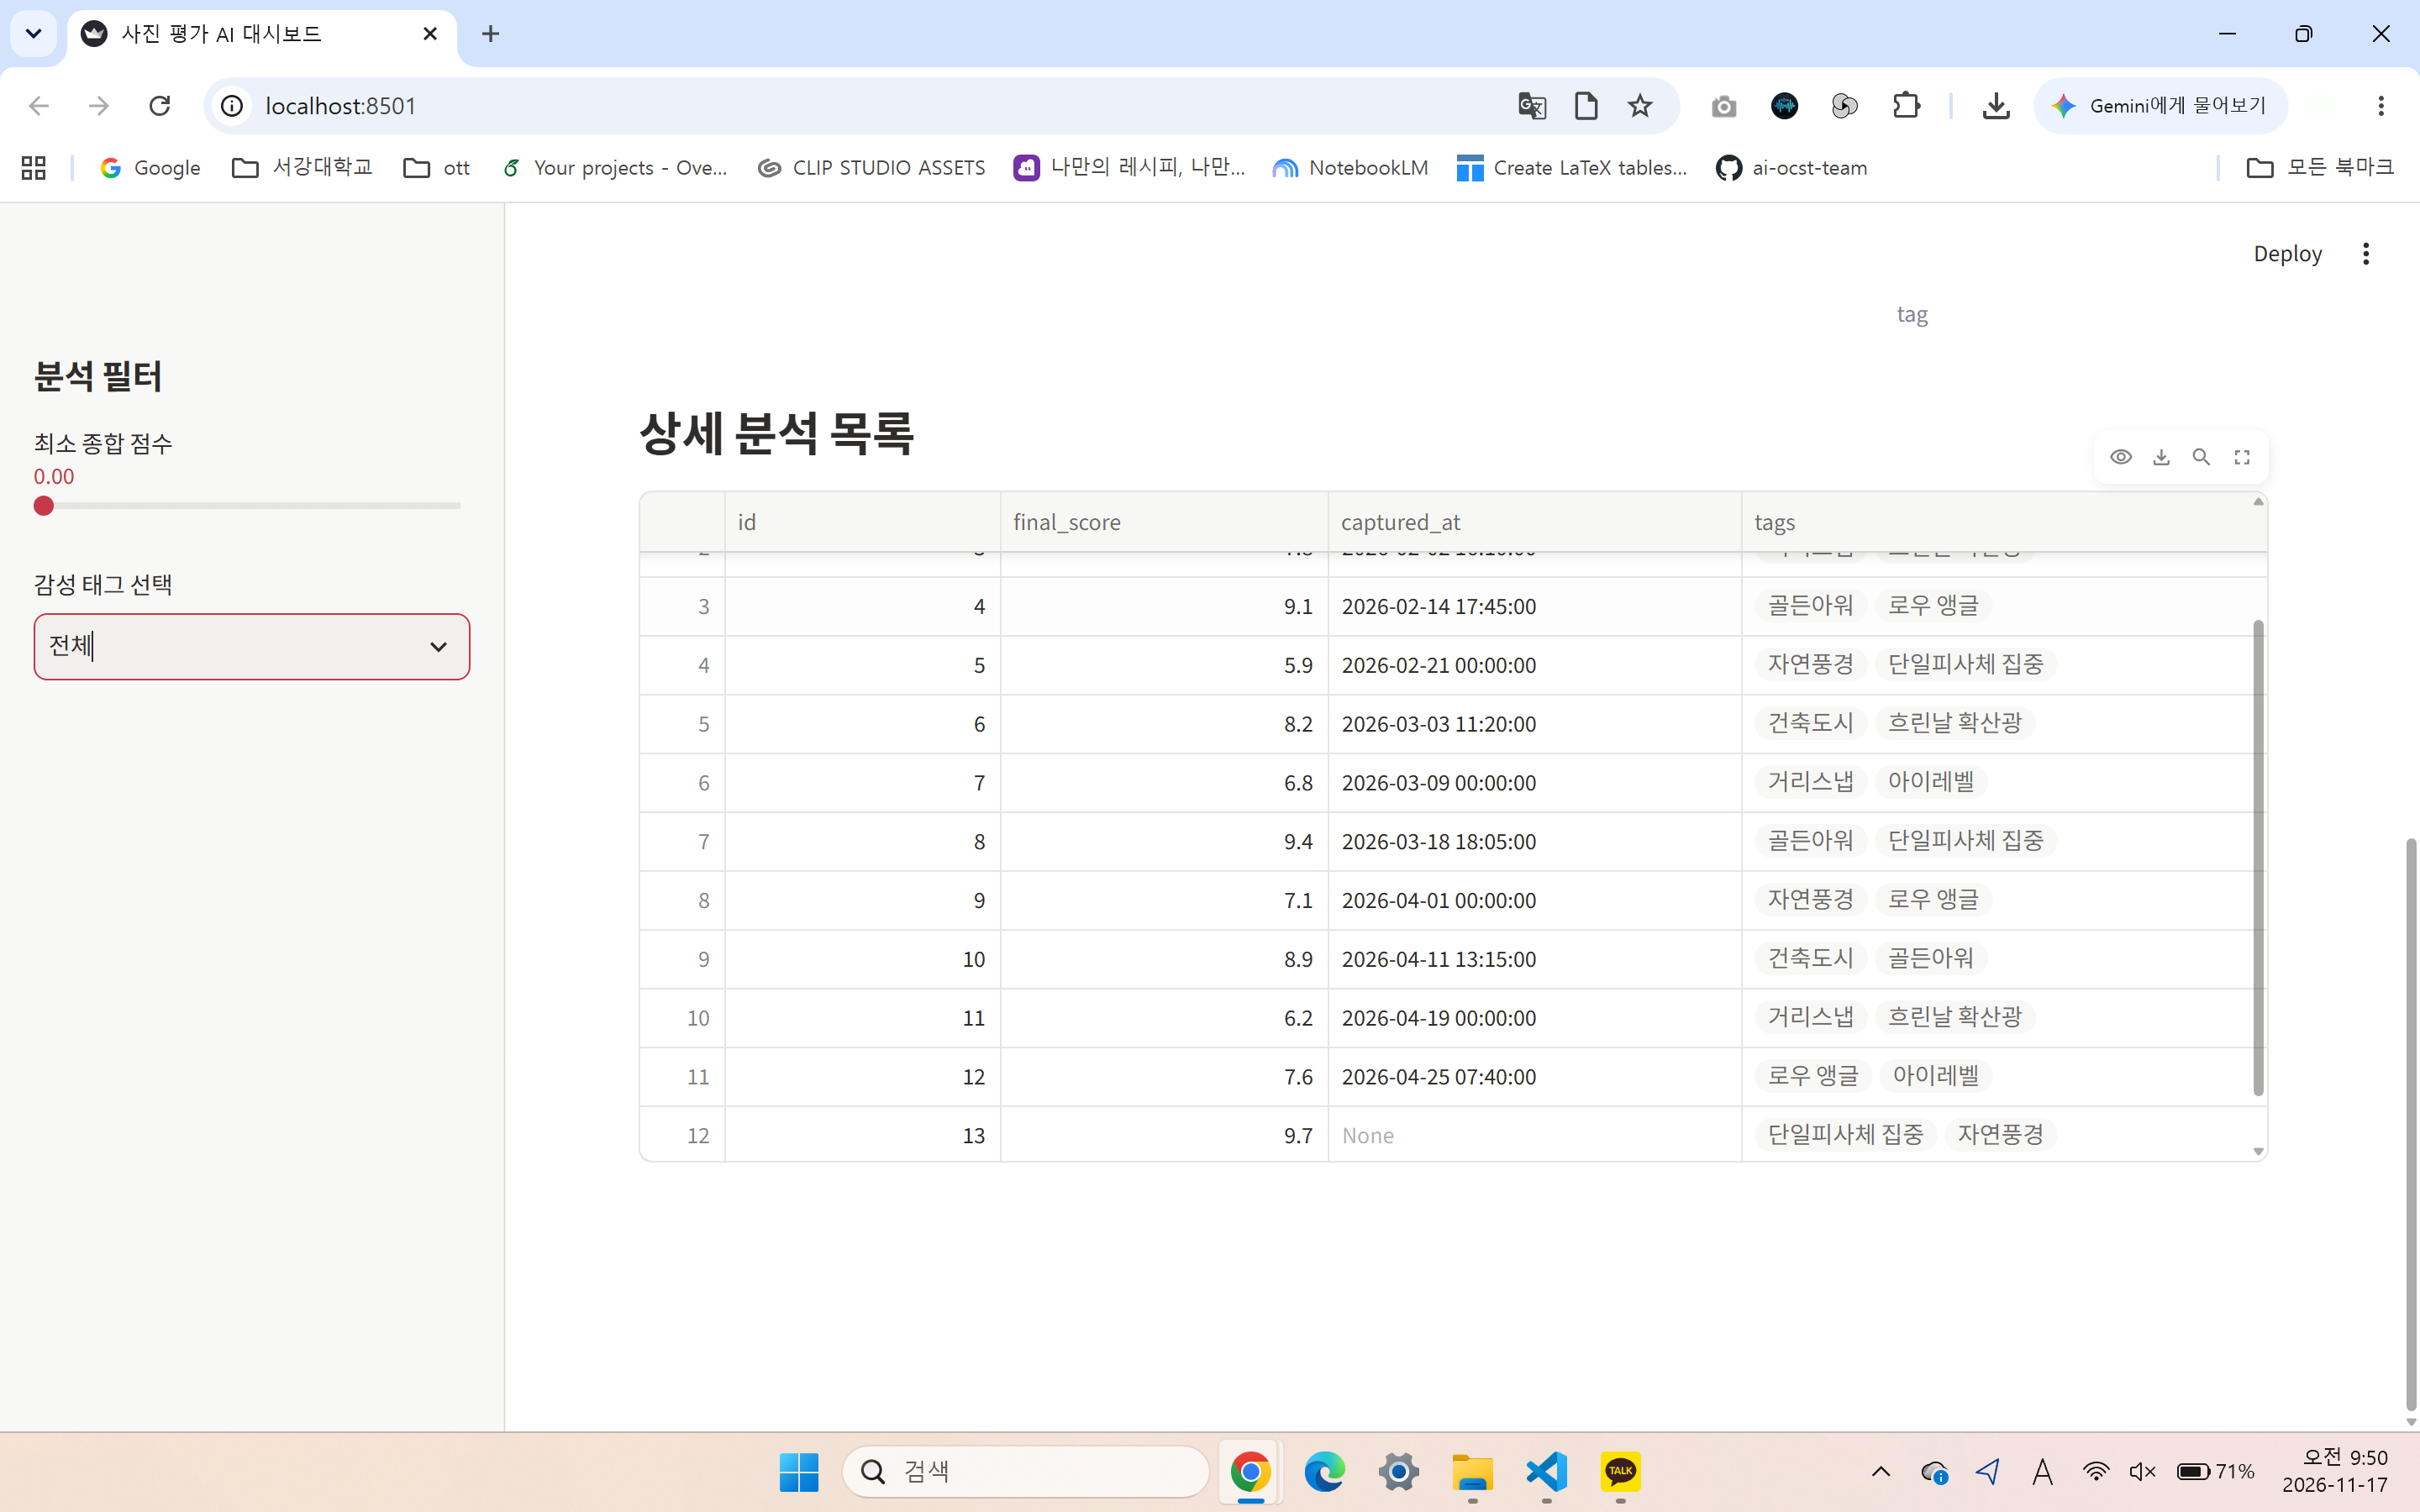 사진 평가 AI 대시보드
localhost:8501
Gemini에게 물어보기
Google 서강대학교 ott Your projects - Ove... CLIP STUDIO ASSETS 나만의 레시피, 나만... NotebookLM Create LaTeX tables... ai-ocst-team 모든 북마크
Deploy
tag
분석 필터
최소 종합 점수
0.00
감성 태그 선택
전체
상세 분석 목록
id final_score captured_at tags
3 4 9.1 2026-02-14 17:45:00 골든아워 로우 앵글
4 5 5.9 2026-02-21 00:00:00 자연풍경 단일피사체 집중
5 6 8.2 2026-03-03 11:20:00 건축도시 흐린날 확산광
6 7 6.8 2026-03-09 00:00:00 거리스냅 아이레벨
7 8 9.4 2026-03-18 18:05:00 골든아워 단일피사체 집중
8 9 7.1 2026-04-01 00:00:00 자연풍경 로우 앵글
9 10 8.9 2026-04-11 13:15:00 건축도시 골든아워
10 11 6.2 2026-04-19 00:00:00 거리스냅 흐린날 확산광
11 12 7.6 2026-04-25 07:40:00 로우 앵글 아이레벨
12 13 9.7 None 단일피사체 집중 자연풍경
검색
TALK
A
71%
오전 9:50
2026-11-17